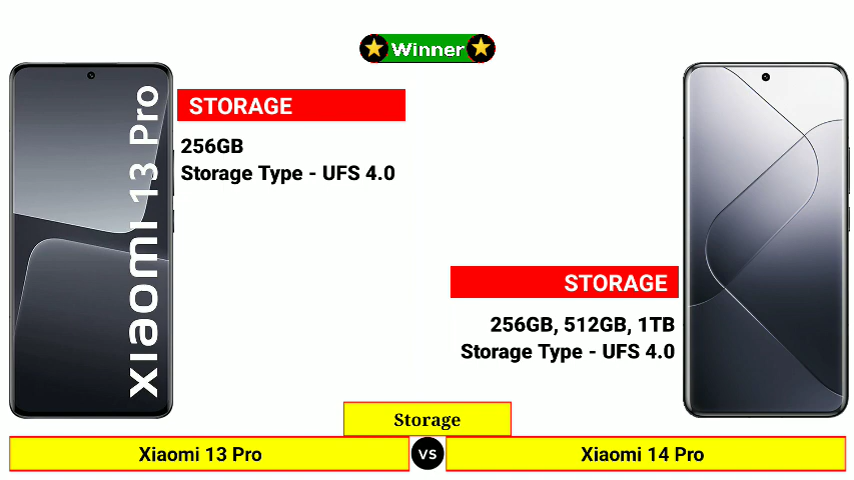 Winner
Xiaomi 13 Pro
STORAGE
256GB
Storage Type - UFS 4.0
STORAGE
256GB, 512GB, 1TB
Storage Type - UFS 4.0
Storage
Xiaomi 13 Pro
VS
Xiaomi 14 Pro